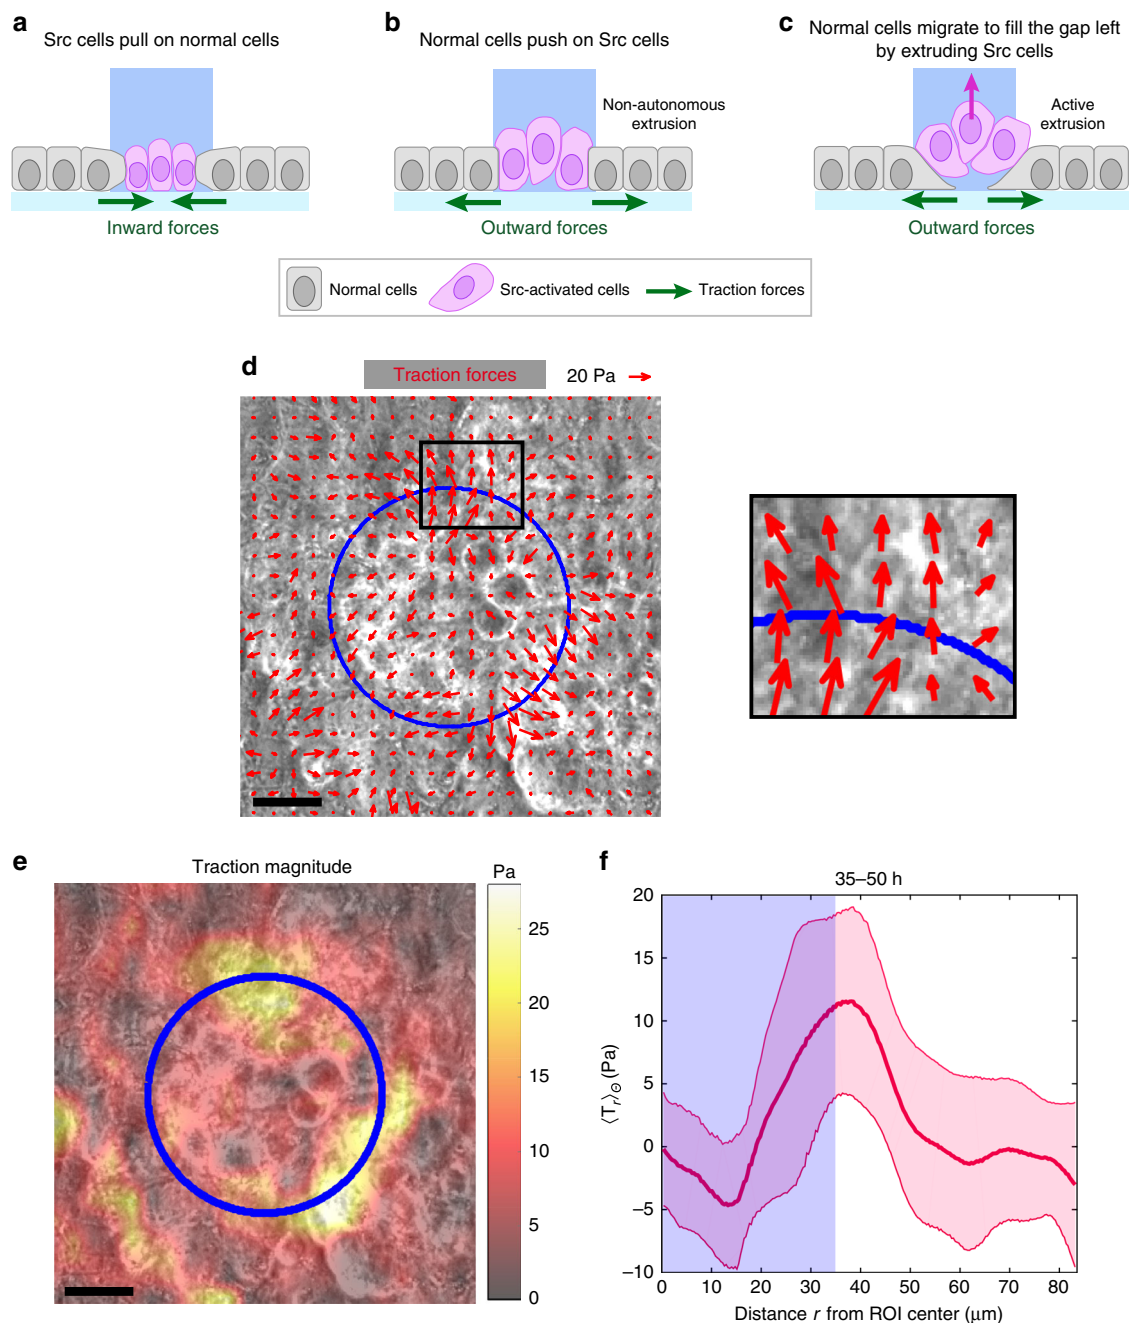 a
Src cells pull on normal cells
Inward forces
b
Normal cells push on Src cells
Non-autonomous
extrusion
Outward forces
c
Normal cells migrate to fill the gap left
by extruding Src cells
Active
extrusion
Outward forces
Normal cells
Src-activated cells
Traction forces
d
Traction forces
20 Pa
e
Traction magnitude
Pa
25
20
15
10
5
0
f
35–50 h
20
15
10
5
0
−5
−10
⟨Tr⟩Θ (Pa)
0 10 20 30 40 50 60 70 80
Distance r from ROI center (μm)